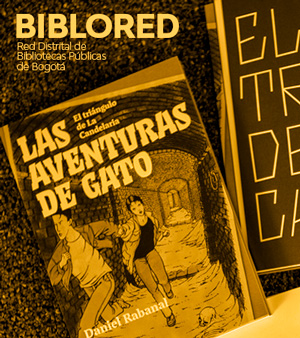 BIBLORED
Red Distrital de
Bibliotecas Públicas
de Bogotá
El triángulo
de La
Candelaria
LAS
AVENTURAS
DE GATO
Daniel Rabanal
EL
TR
DE
CA